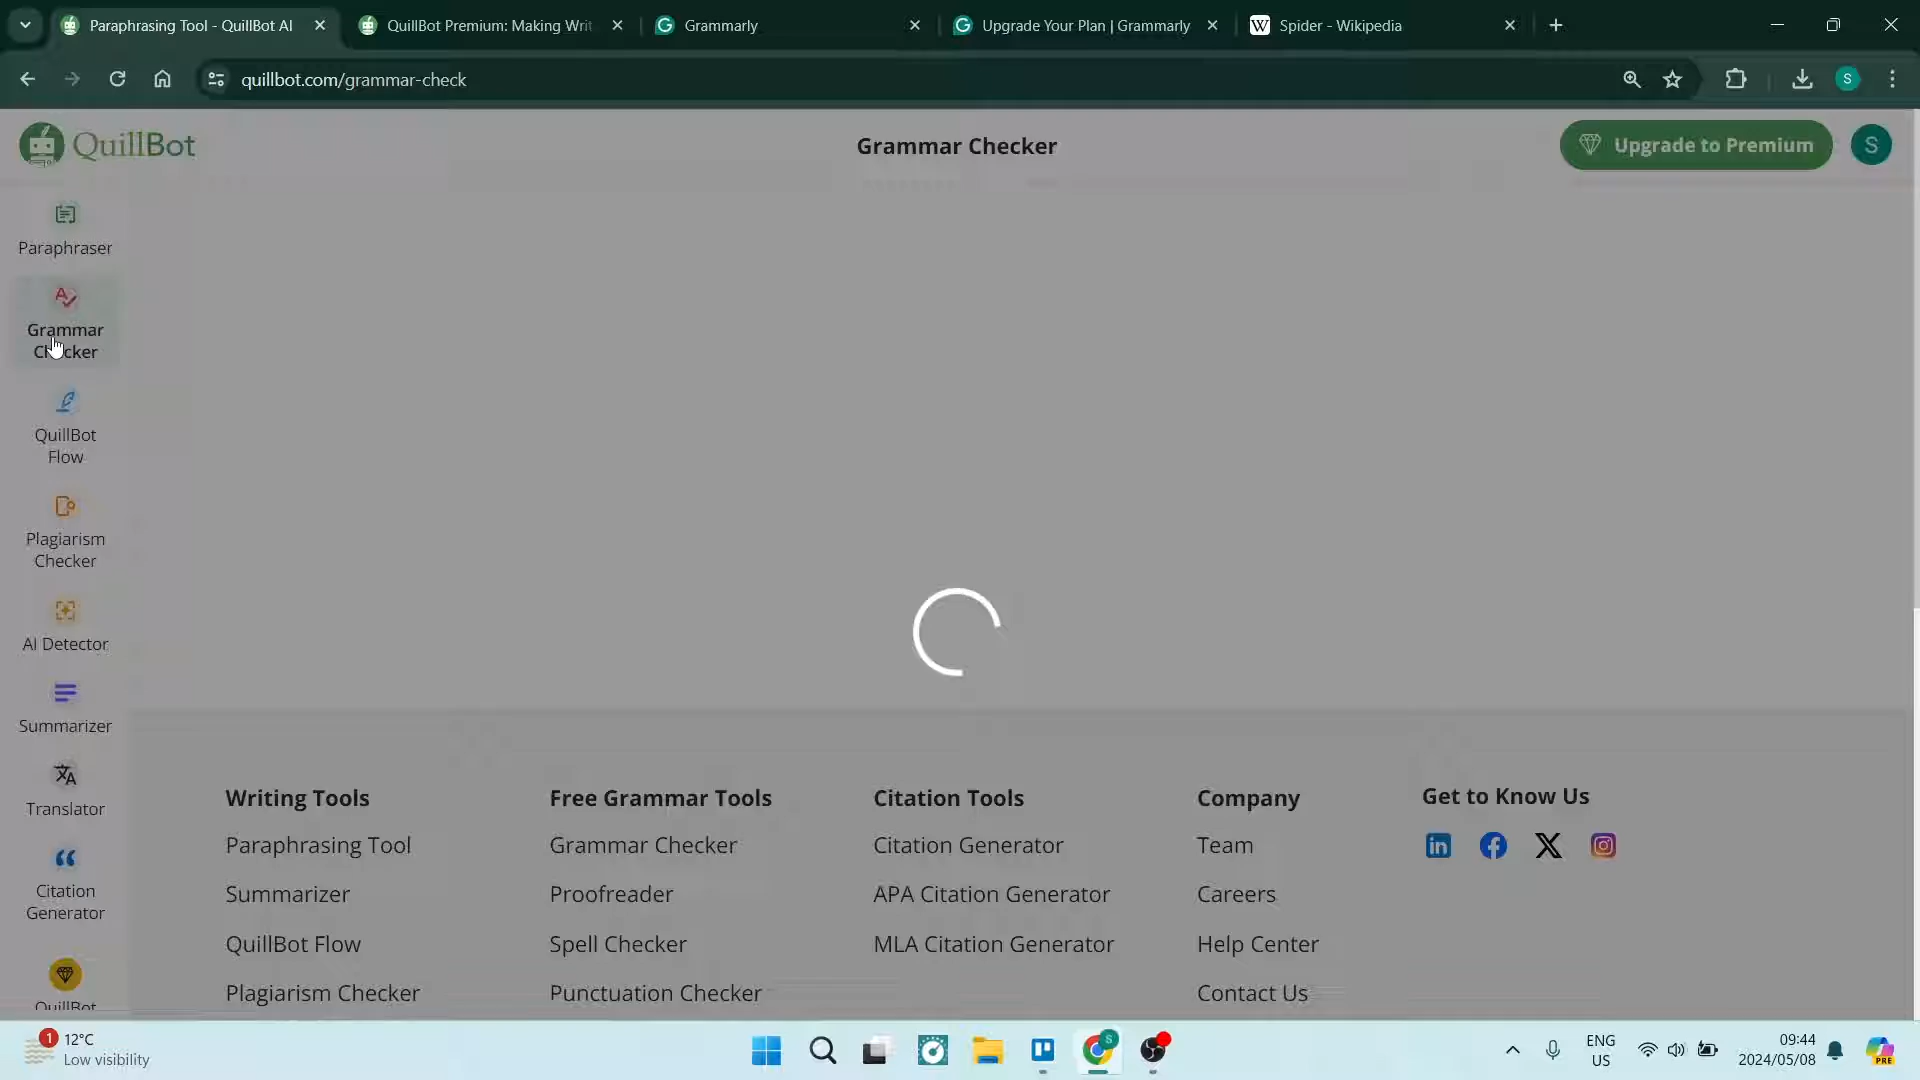 Paraphrasing Tool - QuillBot AI
QuillBot Premium: Making Writ
Grammarly
Upgrade Your Plan | Grammarly
W
Spider - Wikipedia
quillbot.com/grammar-check
S
QuillBot
Grammar Checker
Upgrade to Premium
S
Paraphraser
Grammar
Checker
QuillBot
Flow
Plagiarism
Checker
AI Detector
Summarizer
Translator
Citation
Generator
QuillBot
Writing Tools
Paraphrasing Tool
Summarizer
QuillBot Flow
Plagiarism Checker
Free Grammar Tools
Grammar Checker
Proofreader
Spell Checker
Punctuation Checker
Citation Tools
Citation Generator
APA Citation Generator
MLA Citation Generator
Company
Team
Careers
Help Center
Contact Us
Get to Know Us
1
12°C
Low visibility
S
ENG
US
09:44
2024/05/08
PRE